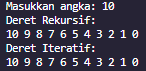 Masukkan angka: 10
Deret Rekursif:
10 9 8 7 6 5 4 3 2 1 0
Deret Iteratif:
10 9 8 7 6 5 4 3 2 1 0